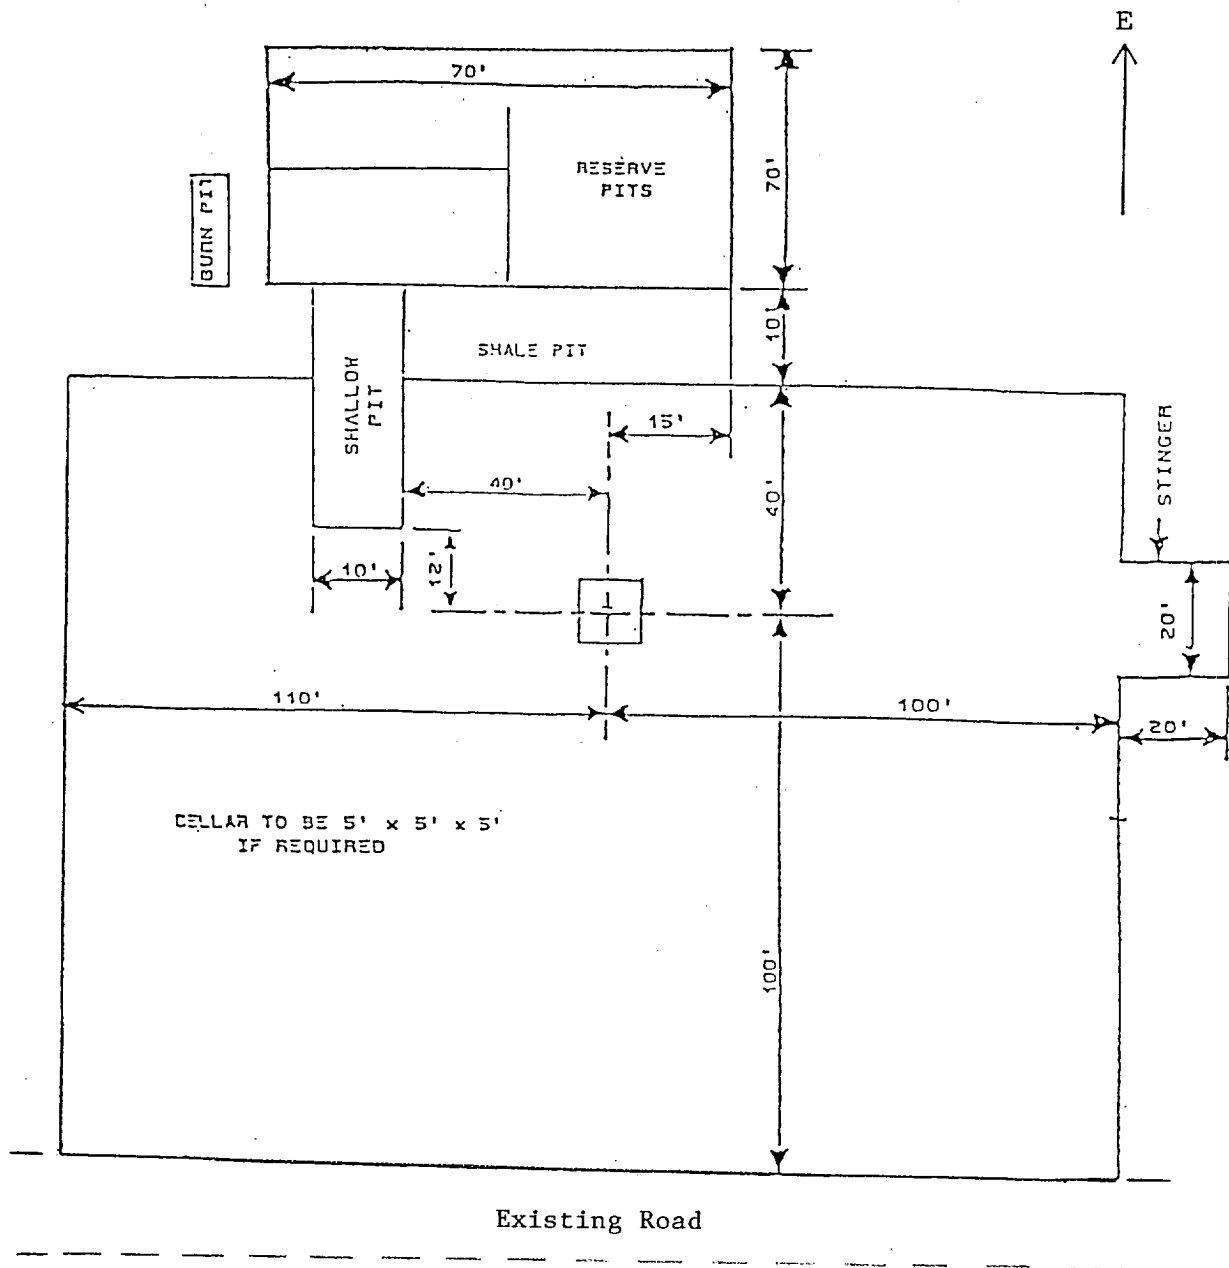 E
70'
RESERVE
PITS
70'
BURN PIT
10'
SHALE PIT
SHALLOW
PIT
15'
40'
40'
STINGER
10'
12'
20'
110'
100'
20'
CELLAR TO BE 5' x 5' x 5'
IF REQUIRED
100'
Existing Road